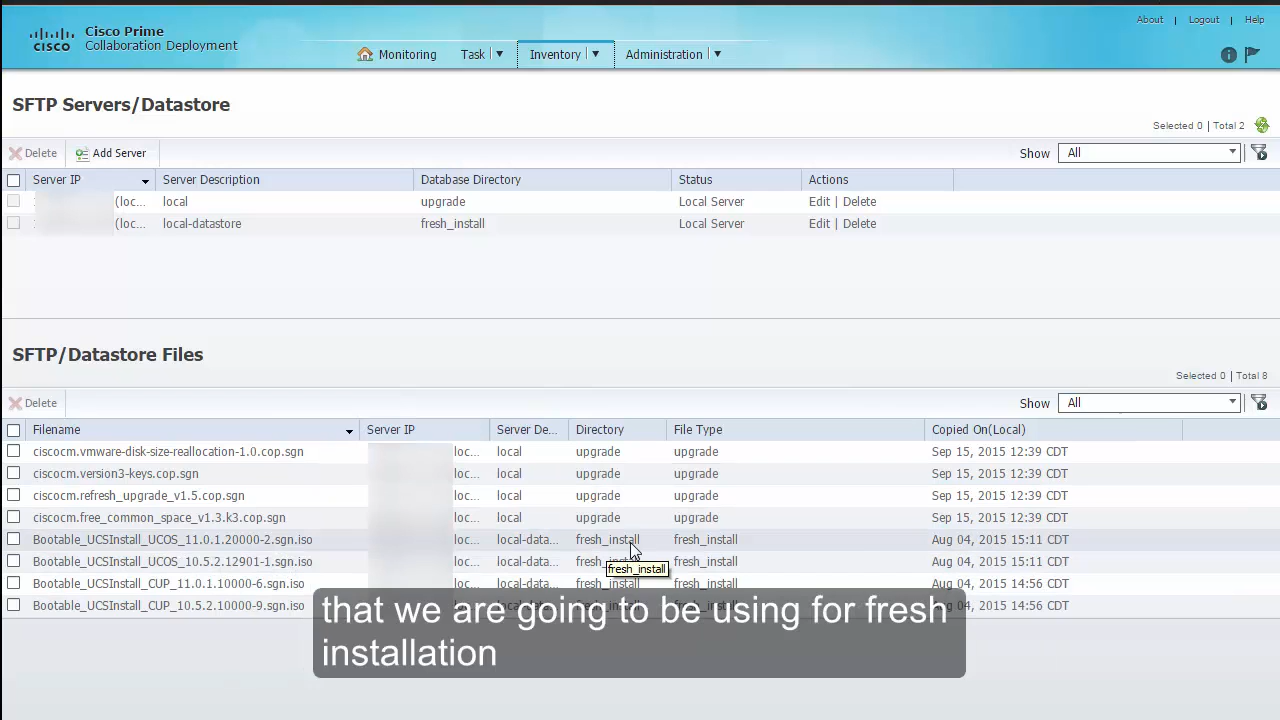 About | Logout | Help
CISCO
Cisco Prime
Collaboration Deployment
Monitoring Task Inventory Administration
SFTP Servers/Datastore
Selected 0 | Total 2
Delete Add Server Show All
Server IP Server Description Database Directory Status Actions
(loc... local upgrade Local Server Edit | Delete
(loc... local-datastore fresh_install Local Server Edit | Delete
SFTP/Datastore Files
Selected 0 | Total 8
Delete Show All
Filename Server IP Server De... Directory File Type Copied On(Local)
ciscocm.vmware-disk-size-reallocation-1.0.cop.sgn loc... local upgrade upgrade Sep 15, 2015 12:39 CDT
ciscocm.version3-keys.cop.sgn loc... local upgrade upgrade Sep 15, 2015 12:39 CDT
ciscocm.refresh_upgrade_v1.5.cop.sgn loc... local upgrade upgrade Sep 15, 2015 12:39 CDT
ciscocm.free_common_space_v1.3.k3.cop.sgn loc... local upgrade upgrade Sep 15, 2015 12:39 CDT
Bootable_UCSInstall_UCOS_11.0.1.20000-2.sgn.iso loc... local-data... fresh_install fresh_install Aug 04, 2015 15:11 CDT
Bootable_UCSInstall_UCOS_10.5.2.12901-1.sgn.iso loc... local-data... fresh_install fresh_install Aug 04, 2015 15:11 CDT
fresh_install
Bootable_UCSInstall_CUP_11.0.1.10000-6.sgn.iso loc... local-data... fresh_install fresh_install Aug 04, 2015 14:56 CDT
Bootable_UCSInstall_CUP_10.5.2.10000-9.sgn.iso loc... local-data... fresh_install fresh_install Aug 04, 2015 14:56 CDT
that we are going to be using for fresh
installation